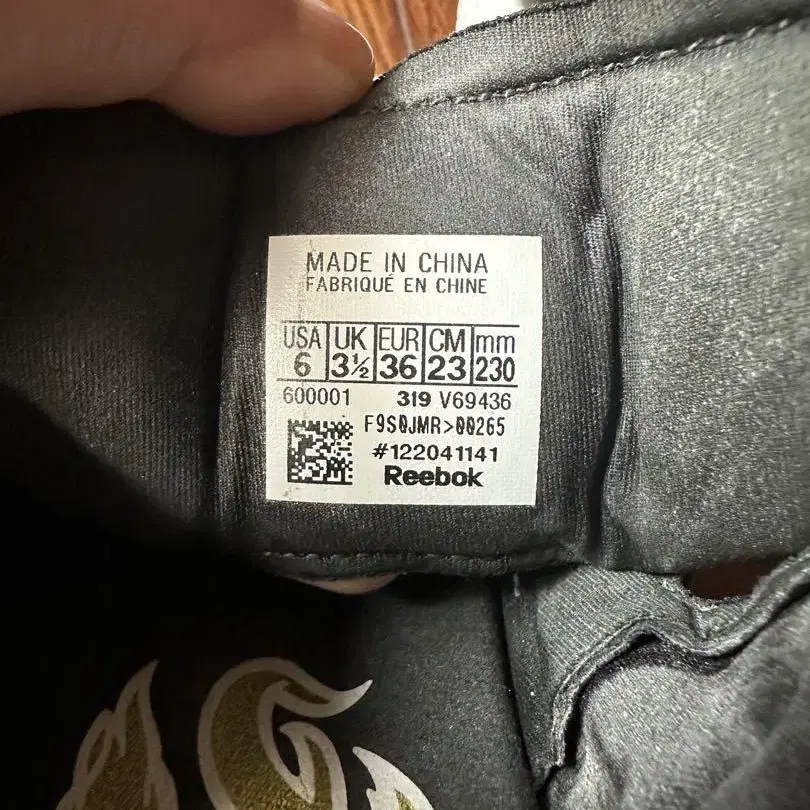 MADE IN CHINA
FABRIQUÉ EN CHINE
USA UK EUR CM mm
6 3½ 36 23 230
600001 319 V69436
F9S0JMR>00265
#122041141
Reebok